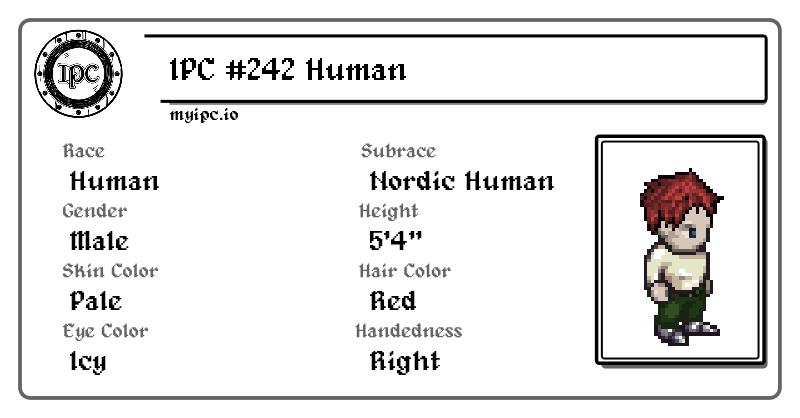 IPC
IPC #242 Human
myipc.io
Race
Human
Subrace
Nordic Human
Gender
Male
Height
5'4"
Skin Color
Pale
Hair Color
Red
Eye Color
Icy
Handedness
Right